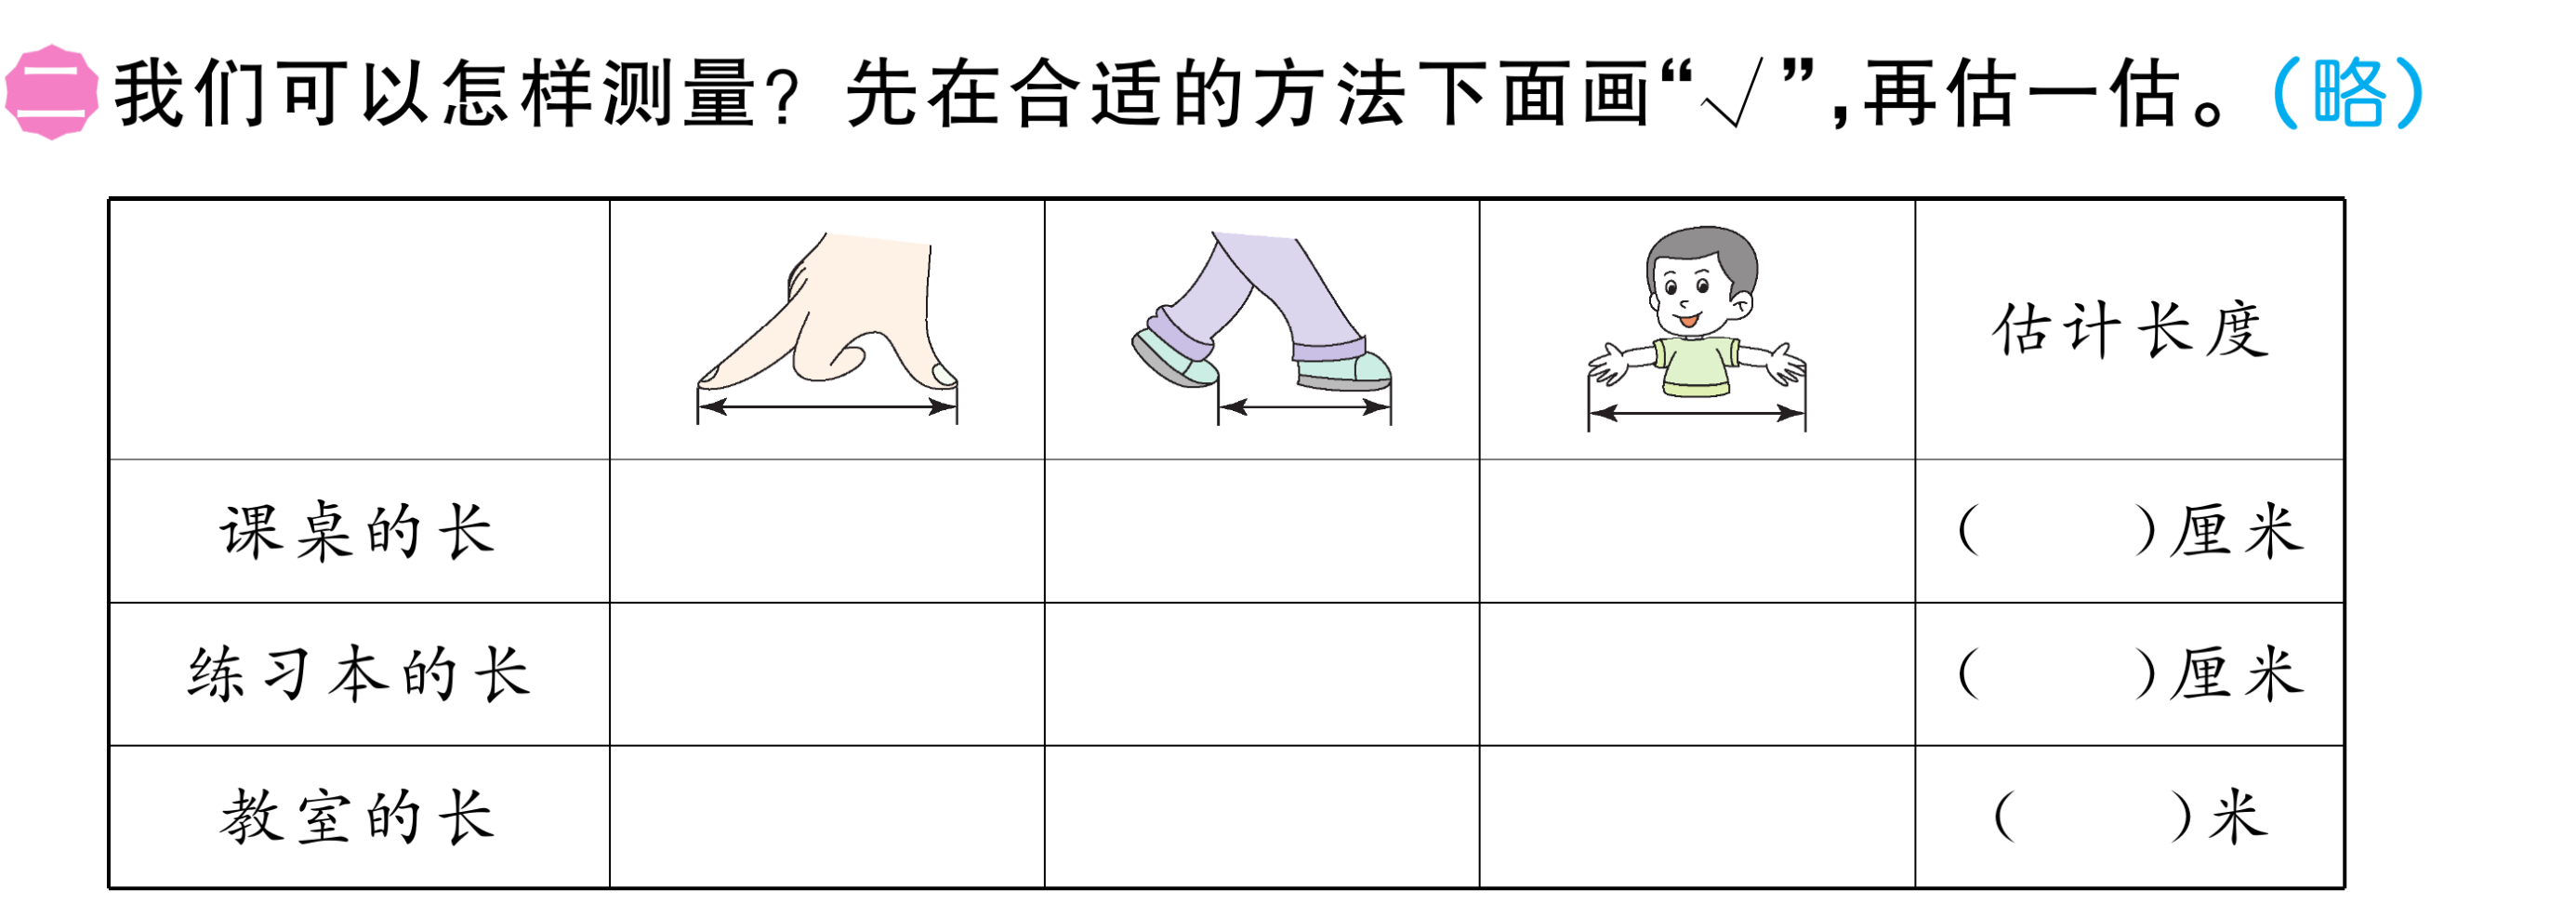 二 我们可以怎样测量？先在合适的方法下面画“√”,再估一估。(略)
估计长度
课桌的长 (　　)厘米
练习本的长 (　　)厘米
教室的长 (　　)米